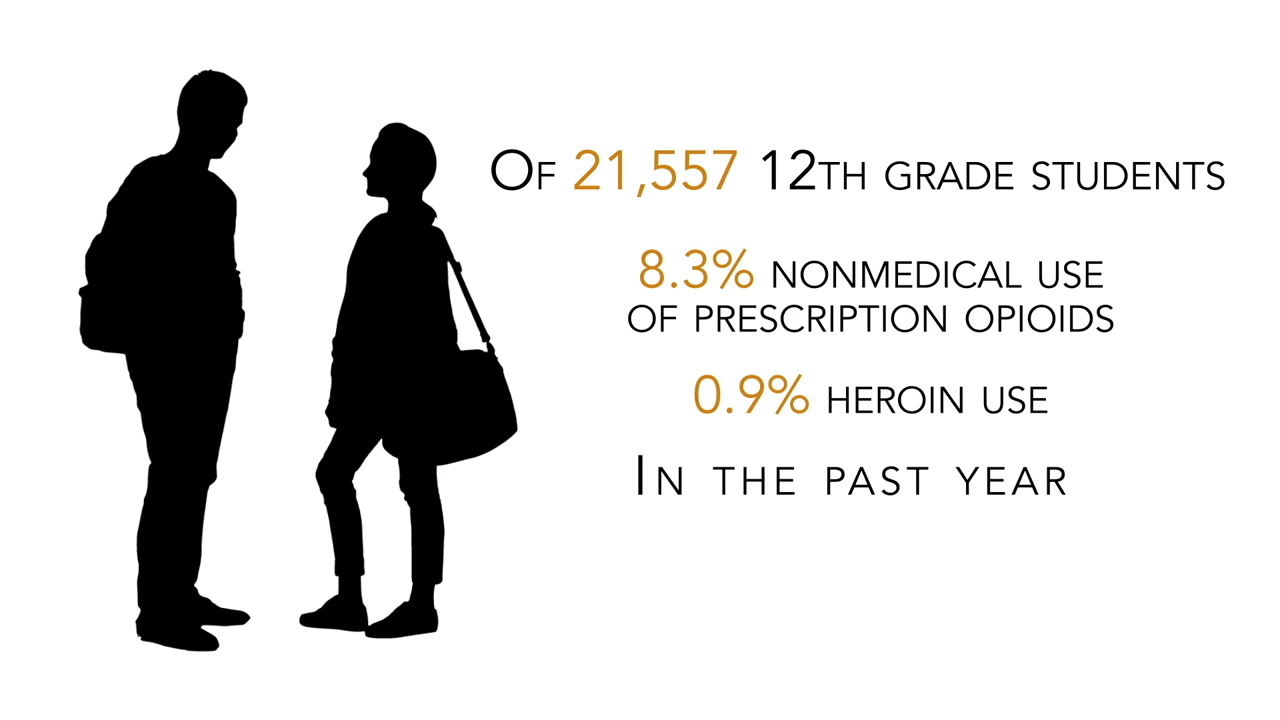 Of 21,557 12th grade students
8.3% nonmedical use
of prescription opioids
0.9% heroin use
In the past year